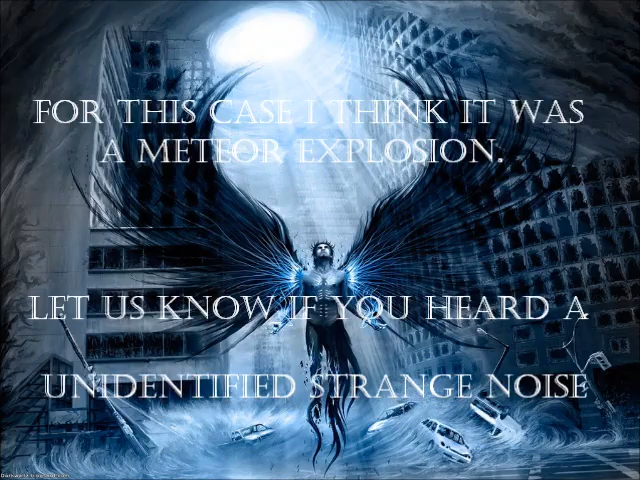 FOR THIS CASE I THINK IT WAS
A METEOR EXPLOSION.
LET US KNOW IF YOU HEARD A
UNIDENTIFIED STRANGE NOISE